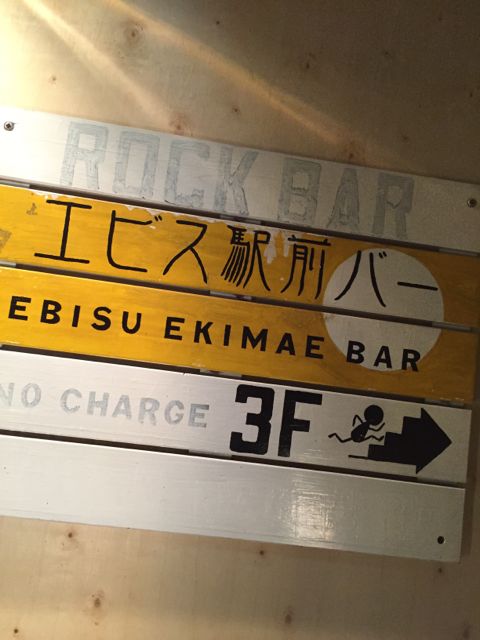 ROCK BAR
エビス駅前バー
EBISU EKIMAE BAR
NO CHARGE 3F